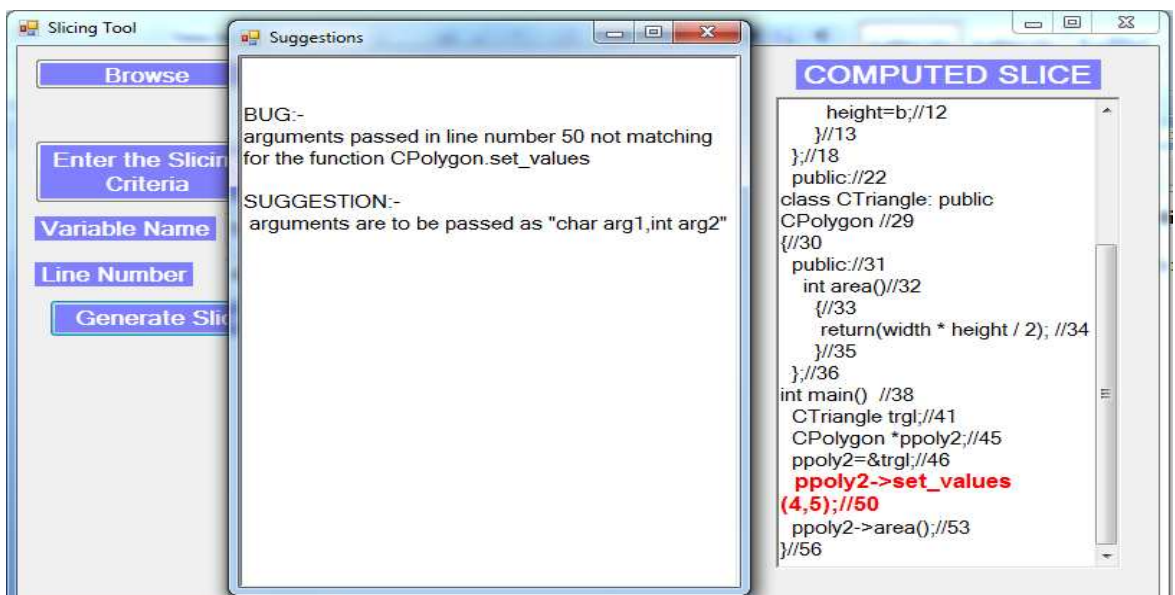 Slicing Tool
Browse
Enter the Slicin
Criteria
Variable Name
Line Number
Generate Slic
Suggestions
BUG:-
arguments passed in line number 50 not matching
for the function CPolygon.set_values
SUGGESTION:-
arguments are to be passed as "char arg1,int arg2"
COMPUTED SLICE
height=b;//12
}//13
};//18
public://22
class CTriangle: public
CPolygon //29
{//30
public://31
int area()//32
{//33
return(width * height / 2); //34
}//35
};//36
int main()  //38
CTriangle trgl;//41
CPolygon *ppoly2;//45
ppoly2=&trgl;//46
ppoly2->set_values
(4,5);//50
ppoly2->area();//53
}//56